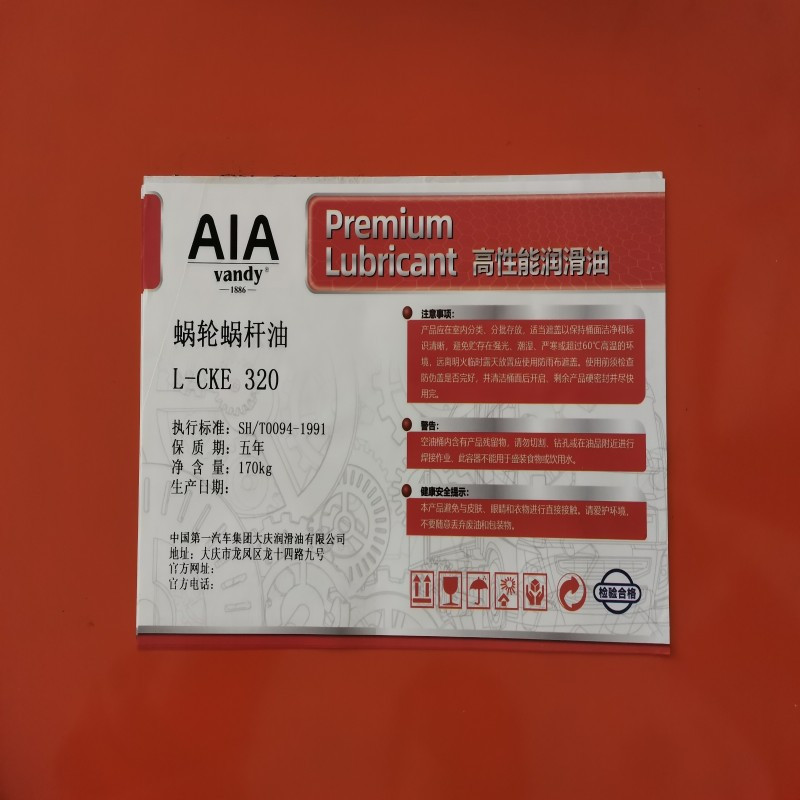 AIA
vandy®
1886
Premium
Lubricant 高性能润滑油
蜗轮蜗杆油
L-CKE 320
执行标准：SH/T0094-1991
保 质 期：五年
净 含 量：170kg
生产日期：
中国第一汽车集团大庆润滑油有限公司
地址：大庆市龙凤区龙十四路九号
官方网址：
官方电话：
注意事项：
产品应在室内分类、分批存放，适当遮盖以保持桶面洁净和标
识清晰，避免贮存在强光、潮湿、严寒或超过60℃高温的环
境，远离明火临时露天放置应使用防雨布遮盖。使用前须检查
防伪盖是否完好，并清洁桶面后开启，剩余产品硬密封并尽快
用完。
警告：
空油桶内含有产品残留物，请勿切割、钻孔或在油品附近进行
焊接作业，此容器不能用于盛装食物或饮用水。
健康安全提示：
本产品避免与皮肤、眼睛和衣物进行直接接触。请爱护环境，
不要随意丢弃废油和包装物。
检验合格